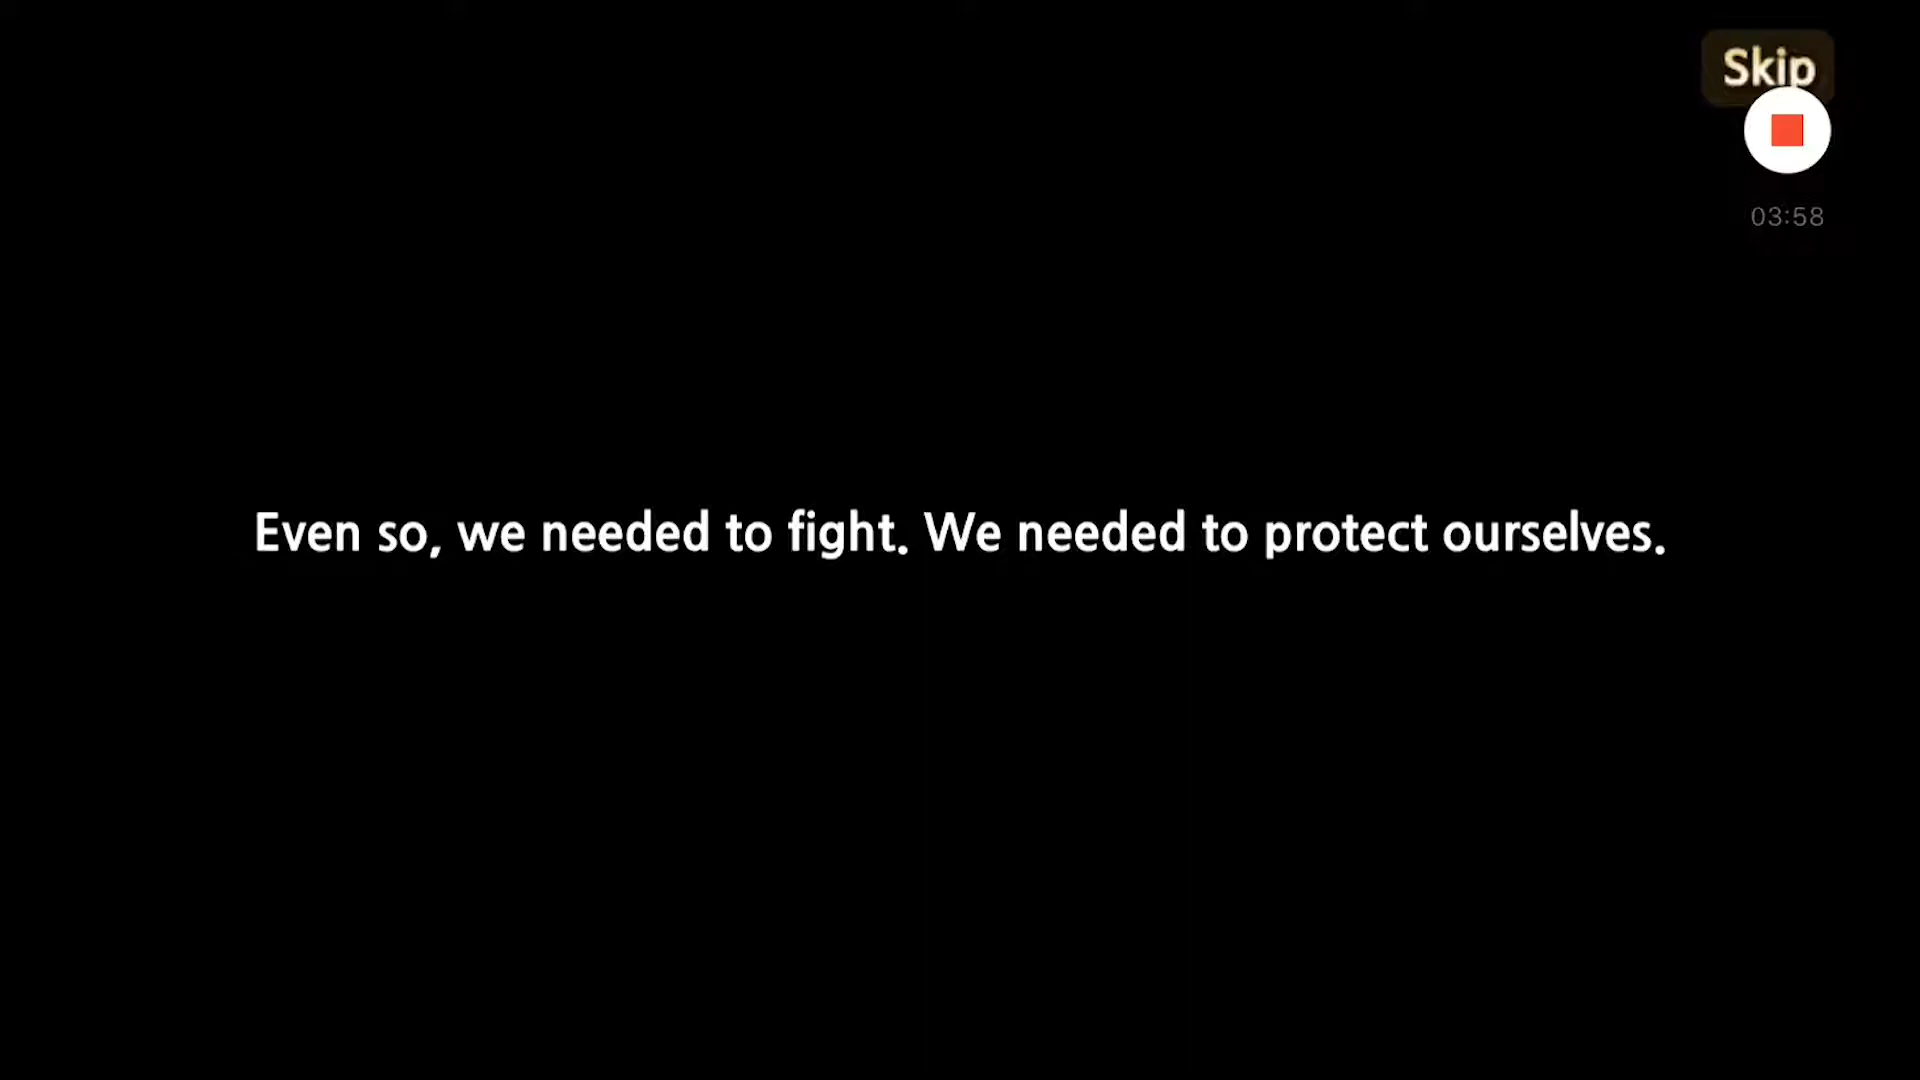 Skip
03:58
Even so, we needed to fight. We needed to protect ourselves.